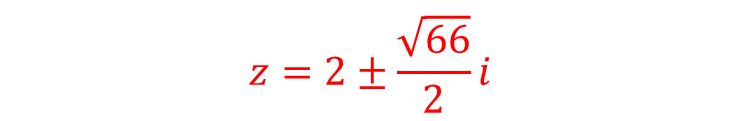 z = 2 ± √66/2 i